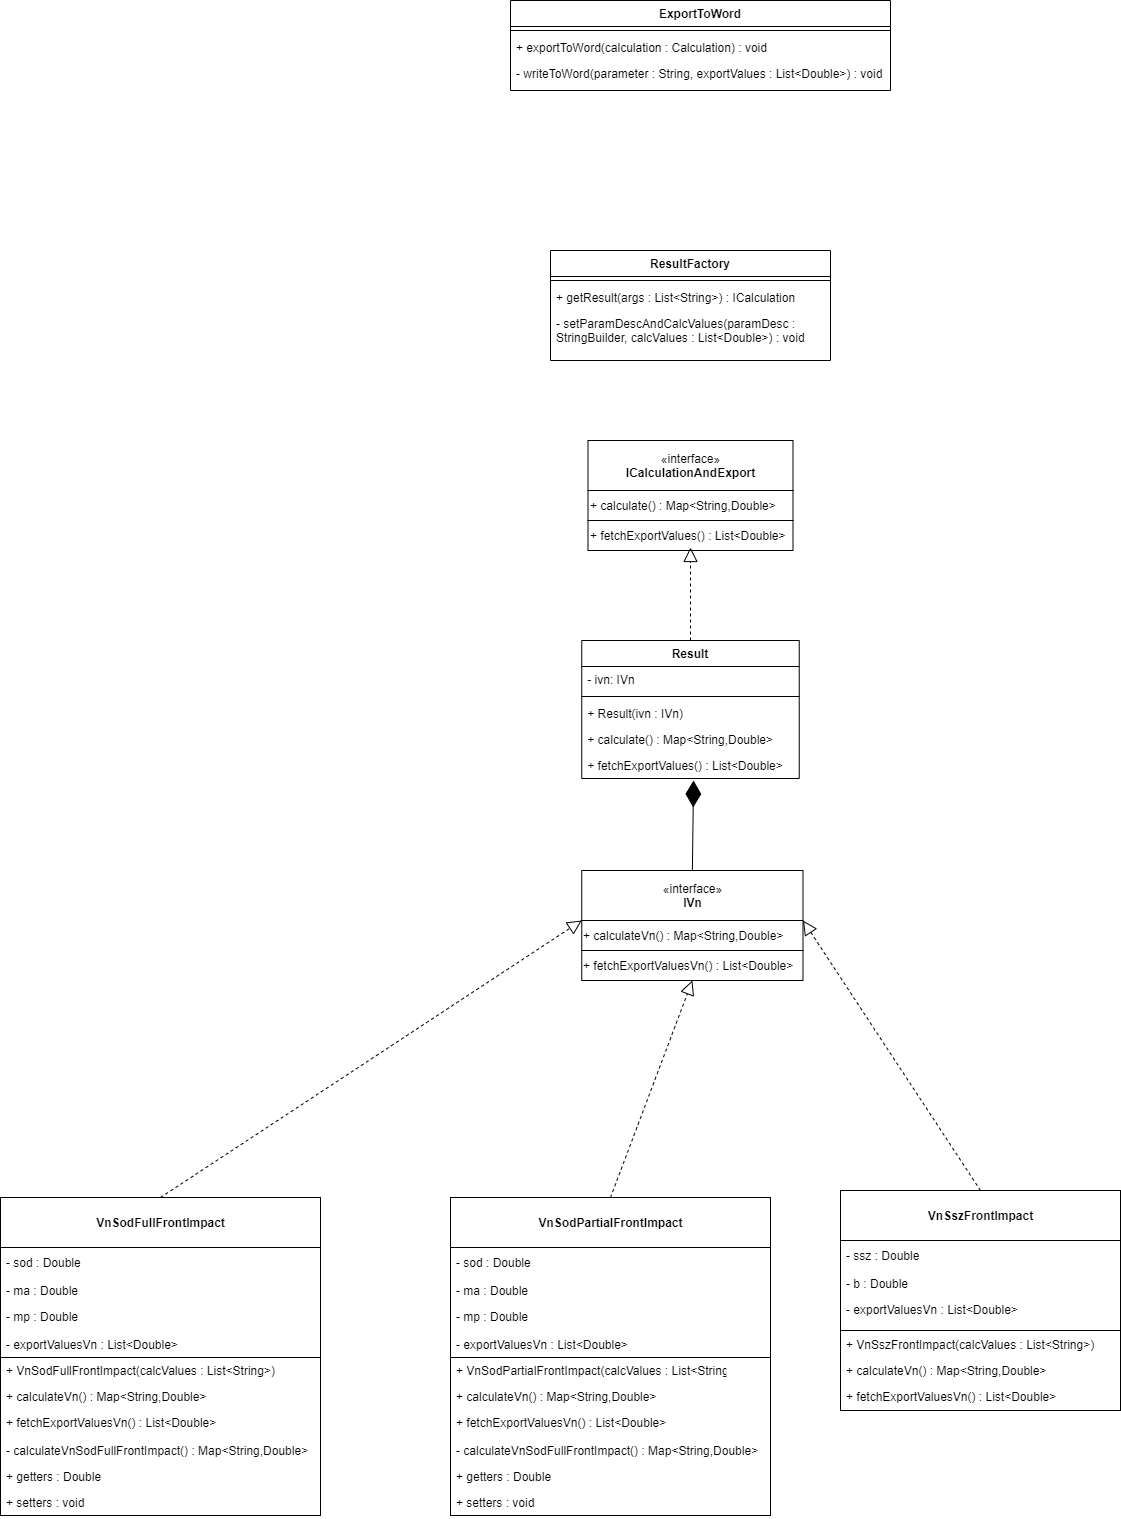 ExportToWord
+ exportToWord(calculation : Calculation) : void
- writeToWord(parameter : String, exportValues : List<Double>) : void
ResultFactory
+ getResult(args : List<String>) : ICalculation
- setParamDescAndCalcValues(paramDesc :
StringBuilder, calcValues : List<Double>) : void
«interface»
ICalculationAndExport
+ calculate() : Map<String,Double>
+ fetchExportValues() : List<Double>
Result
- ivn: IVn
+ Result(ivn : IVn)
+ calculate() : Map<String,Double>
+ fetchExportValues() : List<Double>
«interface»
IVn
+ calculateVn() : Map<String,Double>
+ fetchExportValuesVn() : List<Double>
VnSodFullFrontImpact
- sod : Double
- ma : Double
- mp : Double
- exportValuesVn : List<Double>
+ VnSodFullFrontImpact(calcValues : List<String>)
+ calculateVn() : Map<String,Double>
+ fetchExportValuesVn() : List<Double>
- calculateVnSodFullFrontImpact() : Map<String,Double>
+ getters : Double
+ setters : void
VnSodPartialFrontImpact
- sod : Double
- ma : Double
- mp : Double
- exportValuesVn : List<Double>
+ VnSodPartialFrontImpact(calcValues : List<String
+ calculateVn() : Map<String,Double>
+ fetchExportValuesVn() : List<Double>
- calculateVnSodFullFrontImpact() : Map<String,Double>
+ getters : Double
+ setters : void
VnSszFrontImpact
- ssz : Double
- b : Double
- exportValuesVn : List<Double>
+ VnSszFrontImpact(calcValues : List<String>)
+ calculateVn() : Map<String,Double>
+ fetchExportValuesVn() : List<Double>